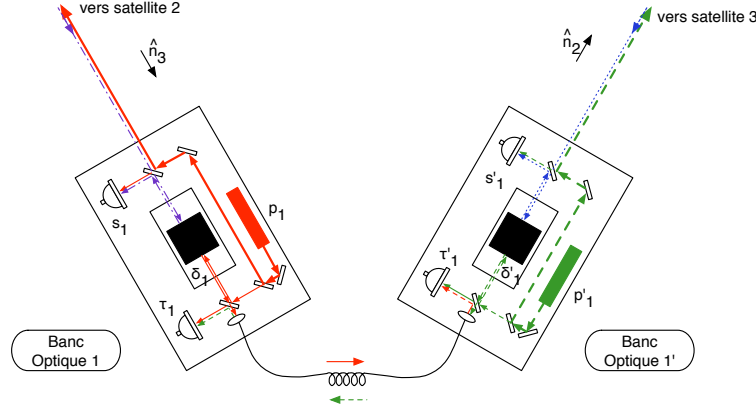 vers satellite 2
n̂3
n̂2
vers satellite 3
s1
p1
δ1
τ1
s'1
τ'1
δ'1
p'1
Banc
Optique 1
Banc
Optique 1'